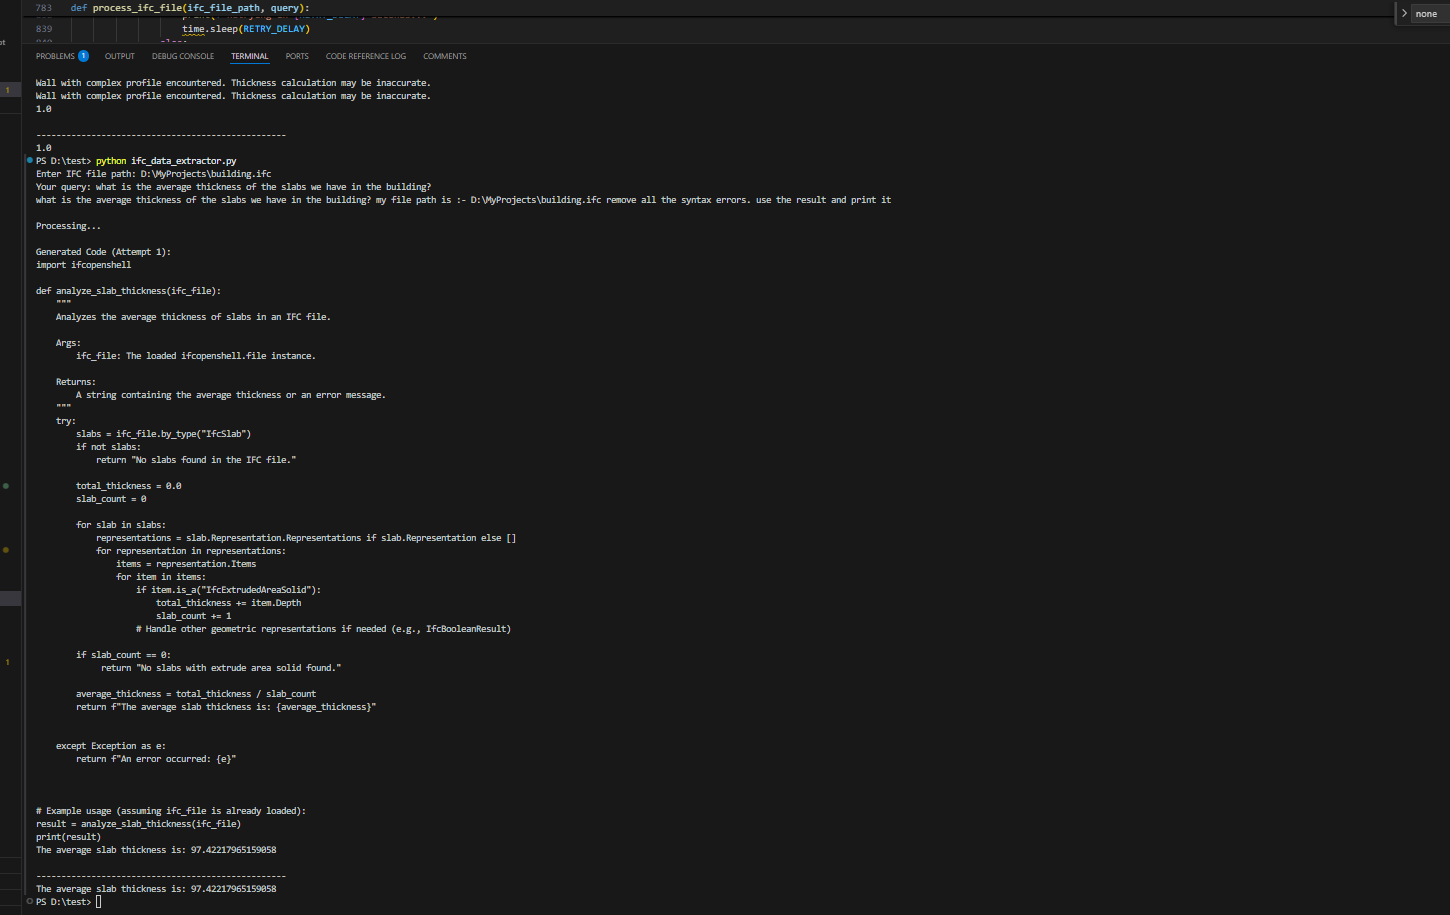 783 def process_ifc_file(ifc_file_path, query):
839 time.sleep(RETRY_DELAY)
none
PROBLEMS 1 OUTPUT DEBUG CONSOLE TERMINAL PORTS CODE REFERENCE LOG COMMENTS
Wall with complex profile encountered. Thickness calculation may be inaccurate.
Wall with complex profile encountered. Thickness calculation may be inaccurate.
1.0
--------------------------------------------------
1.0
PS D:\test> python ifc_data_extractor.py
Enter IFC file path: D:\MyProjects\building.ifc
Your query: what is the average thickness of the slabs we have in the building?
what is the average thickness of the slabs we have in the building? my file path is :- D:\MyProjects\building.ifc remove all the syntax errors. use the result and print it
Processing...
Generated Code (Attempt 1):
import ifcopenshell
def analyze_slab_thickness(ifc_file):
"""
Analyzes the average thickness of slabs in an IFC file.
Args:
ifc_file: The loaded ifcopenshell.file instance.
Returns:
A string containing the average thickness or an error message.
"""
try:
slabs = ifc_file.by_type("IfcSlab")
if not slabs:
return "No slabs found in the IFC file."
total_thickness = 0.0
slab_count = 0
for slab in slabs:
representations = slab.Representation.Representations if slab.Representation else []
for representation in representations:
items = representation.Items
for item in items:
if item.is_a("IfcExtrudedAreaSolid"):
total_thickness += item.Depth
slab_count += 1
# Handle other geometric representations if needed (e.g., IfcBooleanResult)
if slab_count == 0:
return "No slabs with extrude area solid found."
average_thickness = total_thickness / slab_count
return f"The average slab thickness is: {average_thickness}"
except Exception as e:
return f"An error occurred: {e}"
# Example usage (assuming ifc_file is already loaded):
result = analyze_slab_thickness(ifc_file)
print(result)
The average slab thickness is: 97.42217965159058
--------------------------------------------------
The average slab thickness is: 97.42217965159058
PS D:\test>